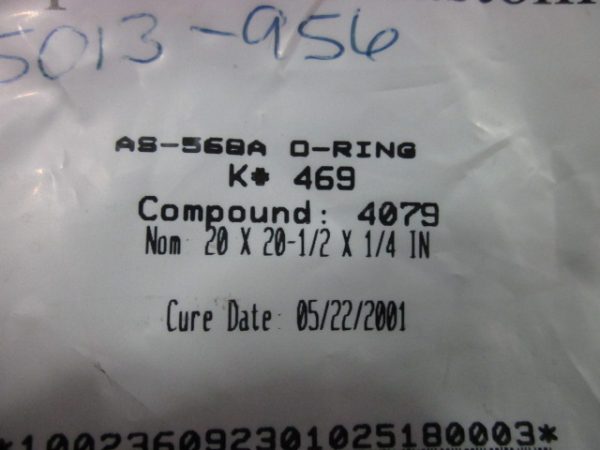 5013-956
AS-568A O-RING
K# 469
Compound: 4079
Nom 20 X 20-1/2 X 1/4 IN
Cure Date: 05/22/2001
*100236092301025180003*